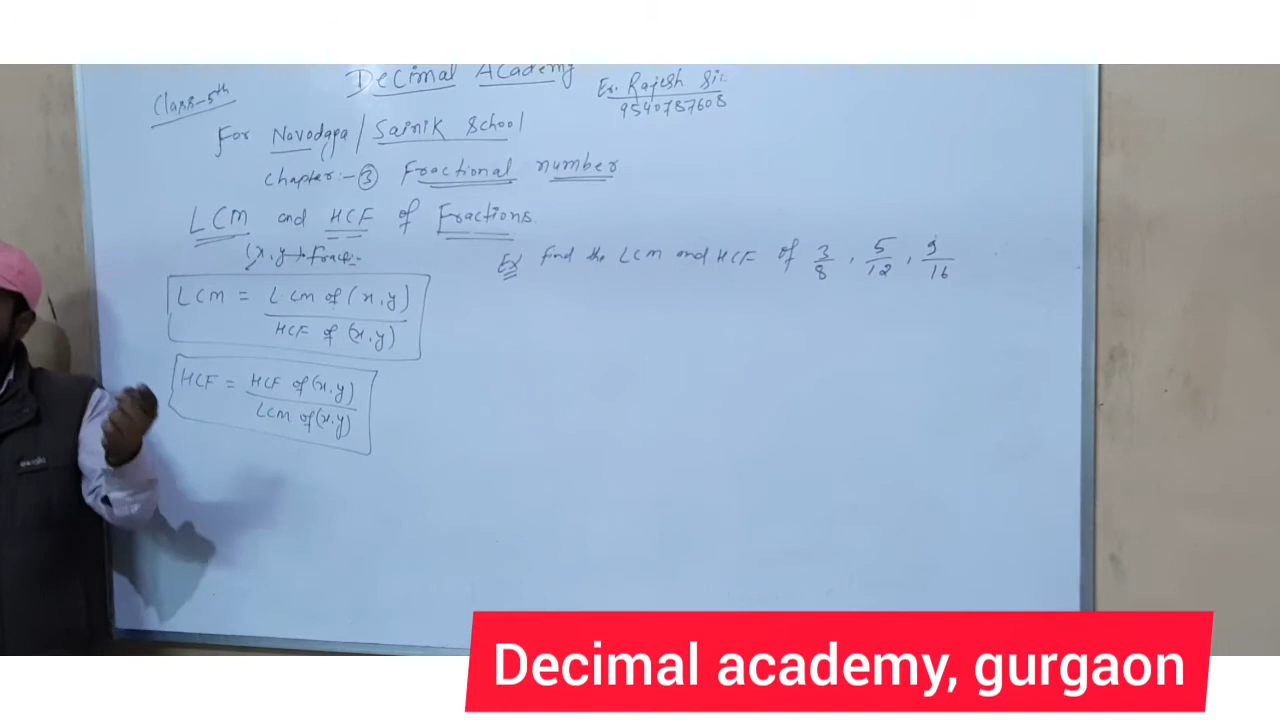 Decimal Academy
Class-5th
Er. Rajesh Sir
9540787608
For Navodaya / Sainik School
Chapter:- ③ Fractional number
LCM and HCF of Fractions.
(x, y → Frac:-
Ex Find the LCM and HCF of 3/8, 5/12, 9/16
LCM = LCM of (x, y) / HCF of (x, y)
HCF = HCF of (x, y) / LCM of (x, y)
Decimal academy, gurgaon